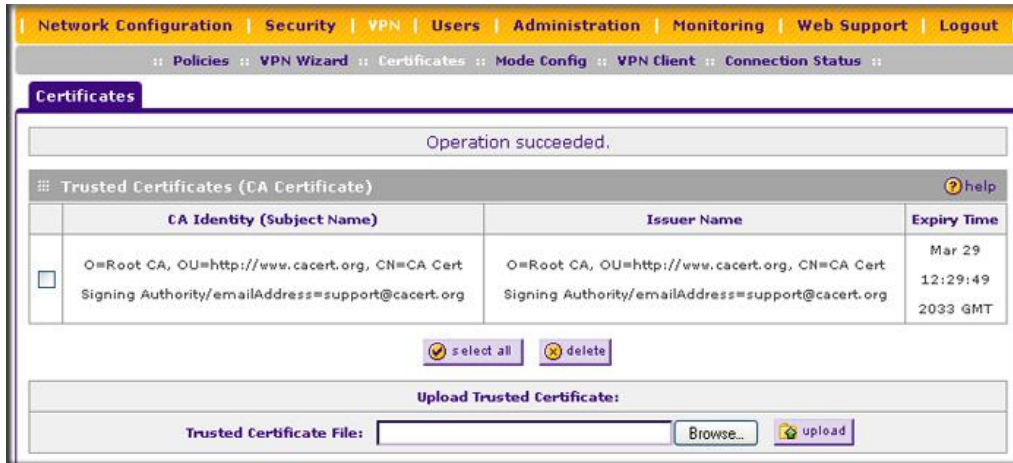 Network Configuration | Security | VPN | Users | Administration | Monitoring | Web Support | Logout
:: Policies :: VPN Wizard :: Certificates :: Mode Config :: VPN Client :: Connection Status ::
Certificates
Operation succeeded.
Trusted Certificates (CA Certificate) help
CA Identity (Subject Name) Issuer Name Expiry Time
O=Root CA, OU=http://www.cacert.org, CN=CA Cert
Signing Authority/emailAddress=support@cacert.org
O=Root CA, OU=http://www.cacert.org, CN=CA Cert
Signing Authority/emailAddress=support@cacert.org
Mar 29
12:29:49
2033 GMT
select all delete
Upload Trusted Certificate:
Trusted Certificate File: Browse... upload